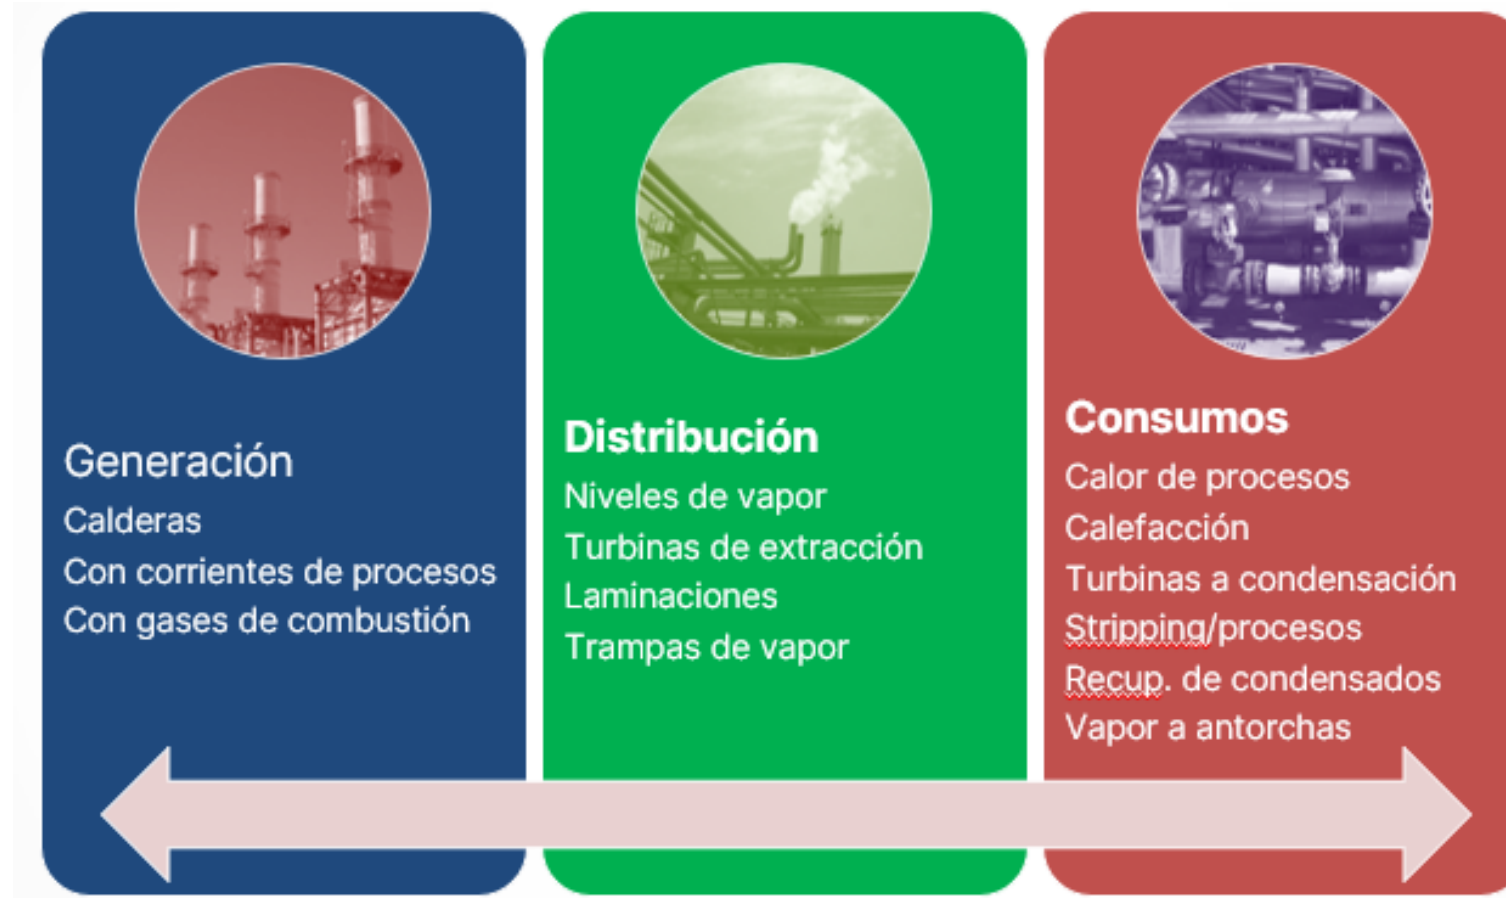 Generación
Calderas
Con corrientes de procesos
Con gases de combustión
Distribución
Niveles de vapor
Turbinas de extracción
Laminaciones
Trampas de vapor
Consumos
Calor de procesos
Calefacción
Turbinas a condensación
Stripping/procesos
Recup. de condensados
Vapor a antorchas